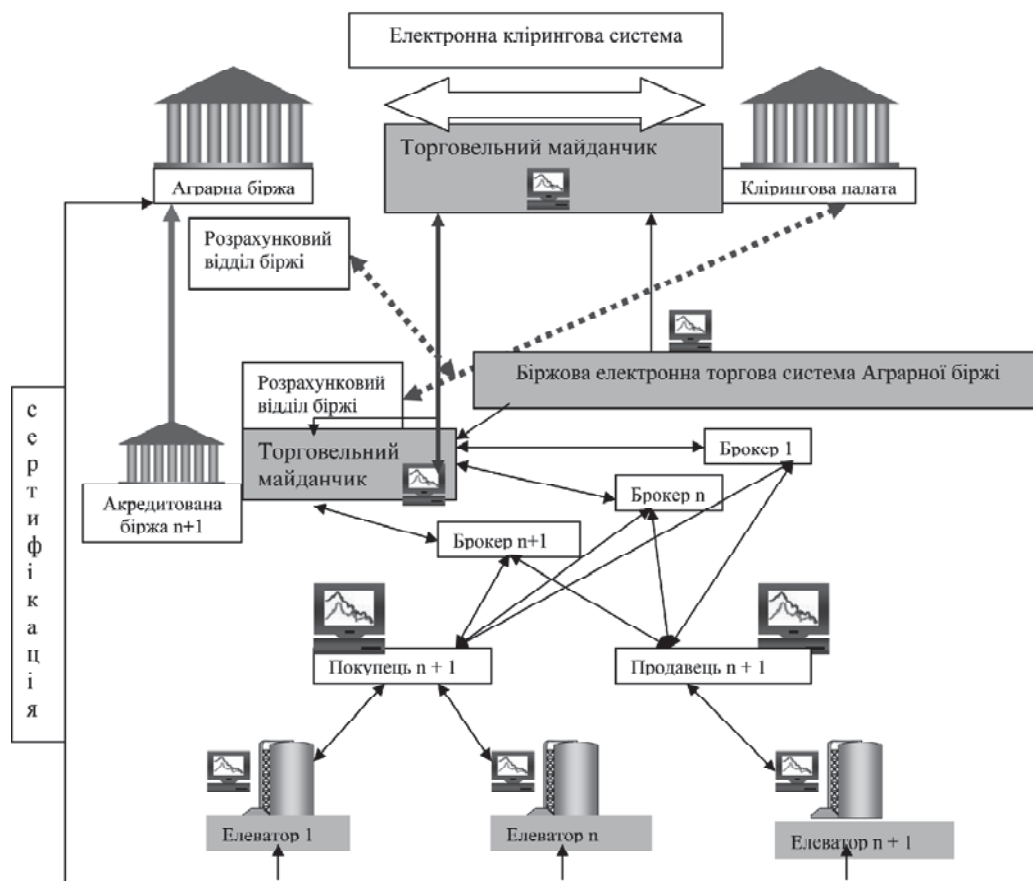 Електронна клірингова система
Торговельний майданчик
Аграрна біржа
Клірингова палата
Розрахунковий
відділ біржі
Біржова електронна торгова система Аграрної біржі
Розрахунковий
відділ біржі
Торговельний
майданчик
Брокер 1
Брокер n
Брокер n+1
Акредитована
біржа n+1
сертифікація
Покупець n + 1
Продавець n + 1
Елеватор 1
Елеватор n
Елеватор n + 1